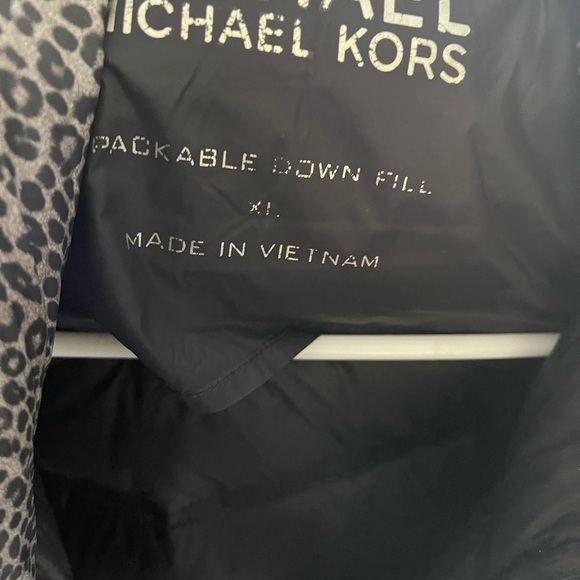 MICHAEL KORS
PACKABLE DOWN FILL
XL
MADE IN VIETNAM